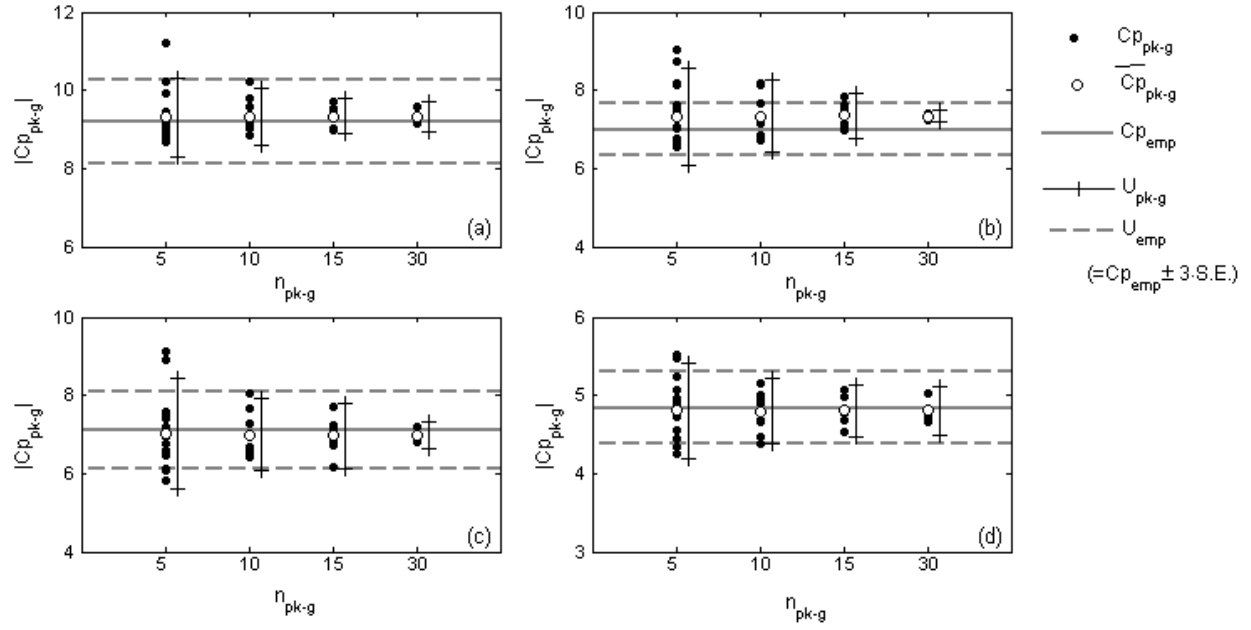 12
10
8
6
|Cp_pk-g|
5
10
15
30
n_pk-g
(a)
10
8
6
4
|Cp_pk-g|
5
10
15
30
n_pk-g
(b)
Cp_pk-g
Cp_pk-g
Cp_emp
U_pk-g
U_emp
(=Cp_emp ± 3·S.E.)
10
8
6
4
|Cp_pk-g|
5
10
15
30
n_pk-g
(c)
6
5
4
3
|Cp_pk-g|
5
10
15
30
n_pk-g
(d)